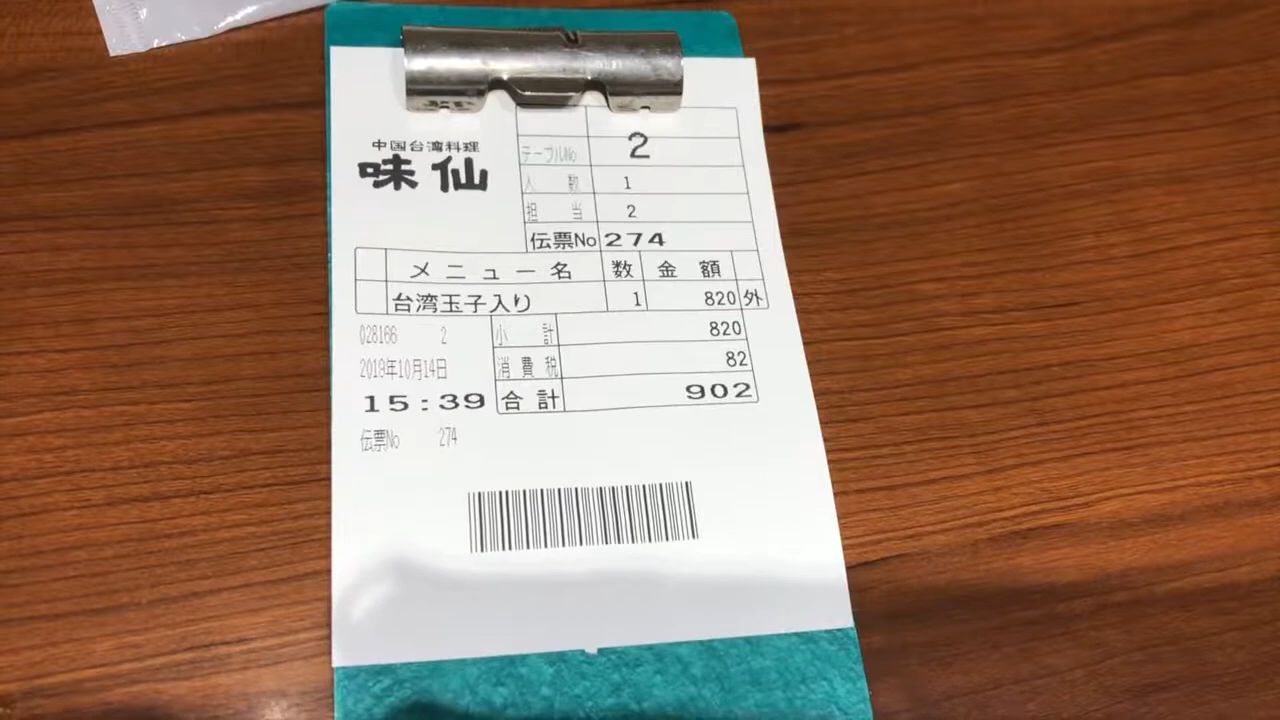 中国台湾料理
味仙
テーブルNo 2
人数 1
担当 2
伝票No 274
メニュー名 数 金額
台湾玉子入り 1 820 外
小計 820
消費税 82
合計 902
028166 2
2019年10月14日
15:39
伝票No 274